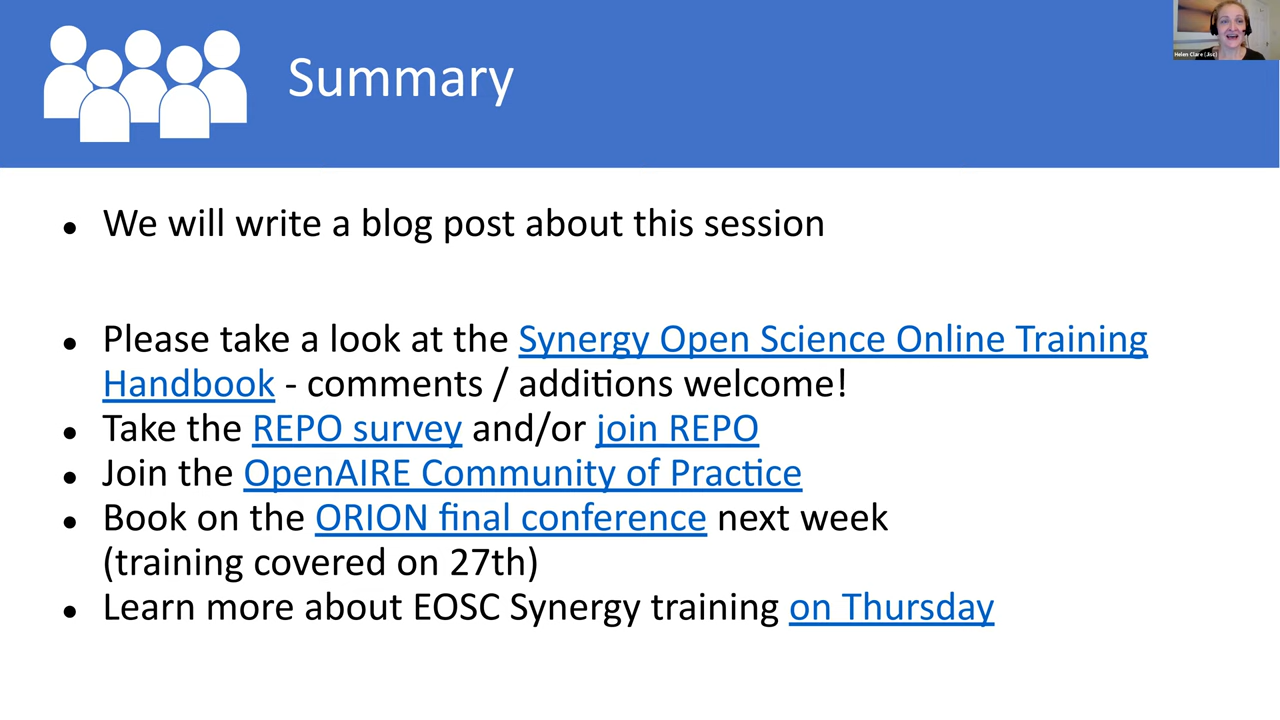 Helen Clare (Jisc)
Summary
• We will write a blog post about this session
• Please take a look at the Synergy Open Science Online Training
Handbook - comments / additions welcome!
• Take the REPO survey and/or join REPO
• Join the OpenAIRE Community of Practice
• Book on the ORION final conference next week
(training covered on 27th)
• Learn more about EOSC Synergy training on Thursday